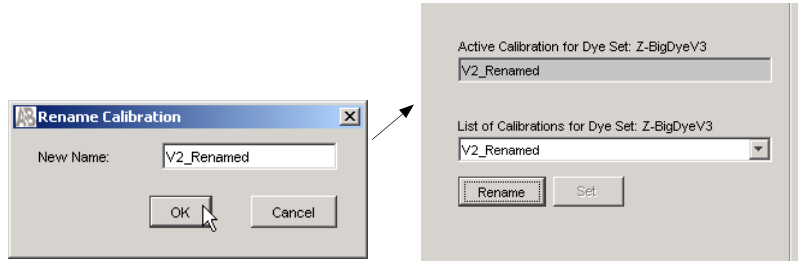 AB Rename Calibration
New Name:
V2_Renamed
OK
Cancel
Active Calibration for Dye Set: Z-BigDyeV3
V2_Renamed
List of Calibrations for Dye Set: Z-BigDyeV3
V2_Renamed
Rename
Set